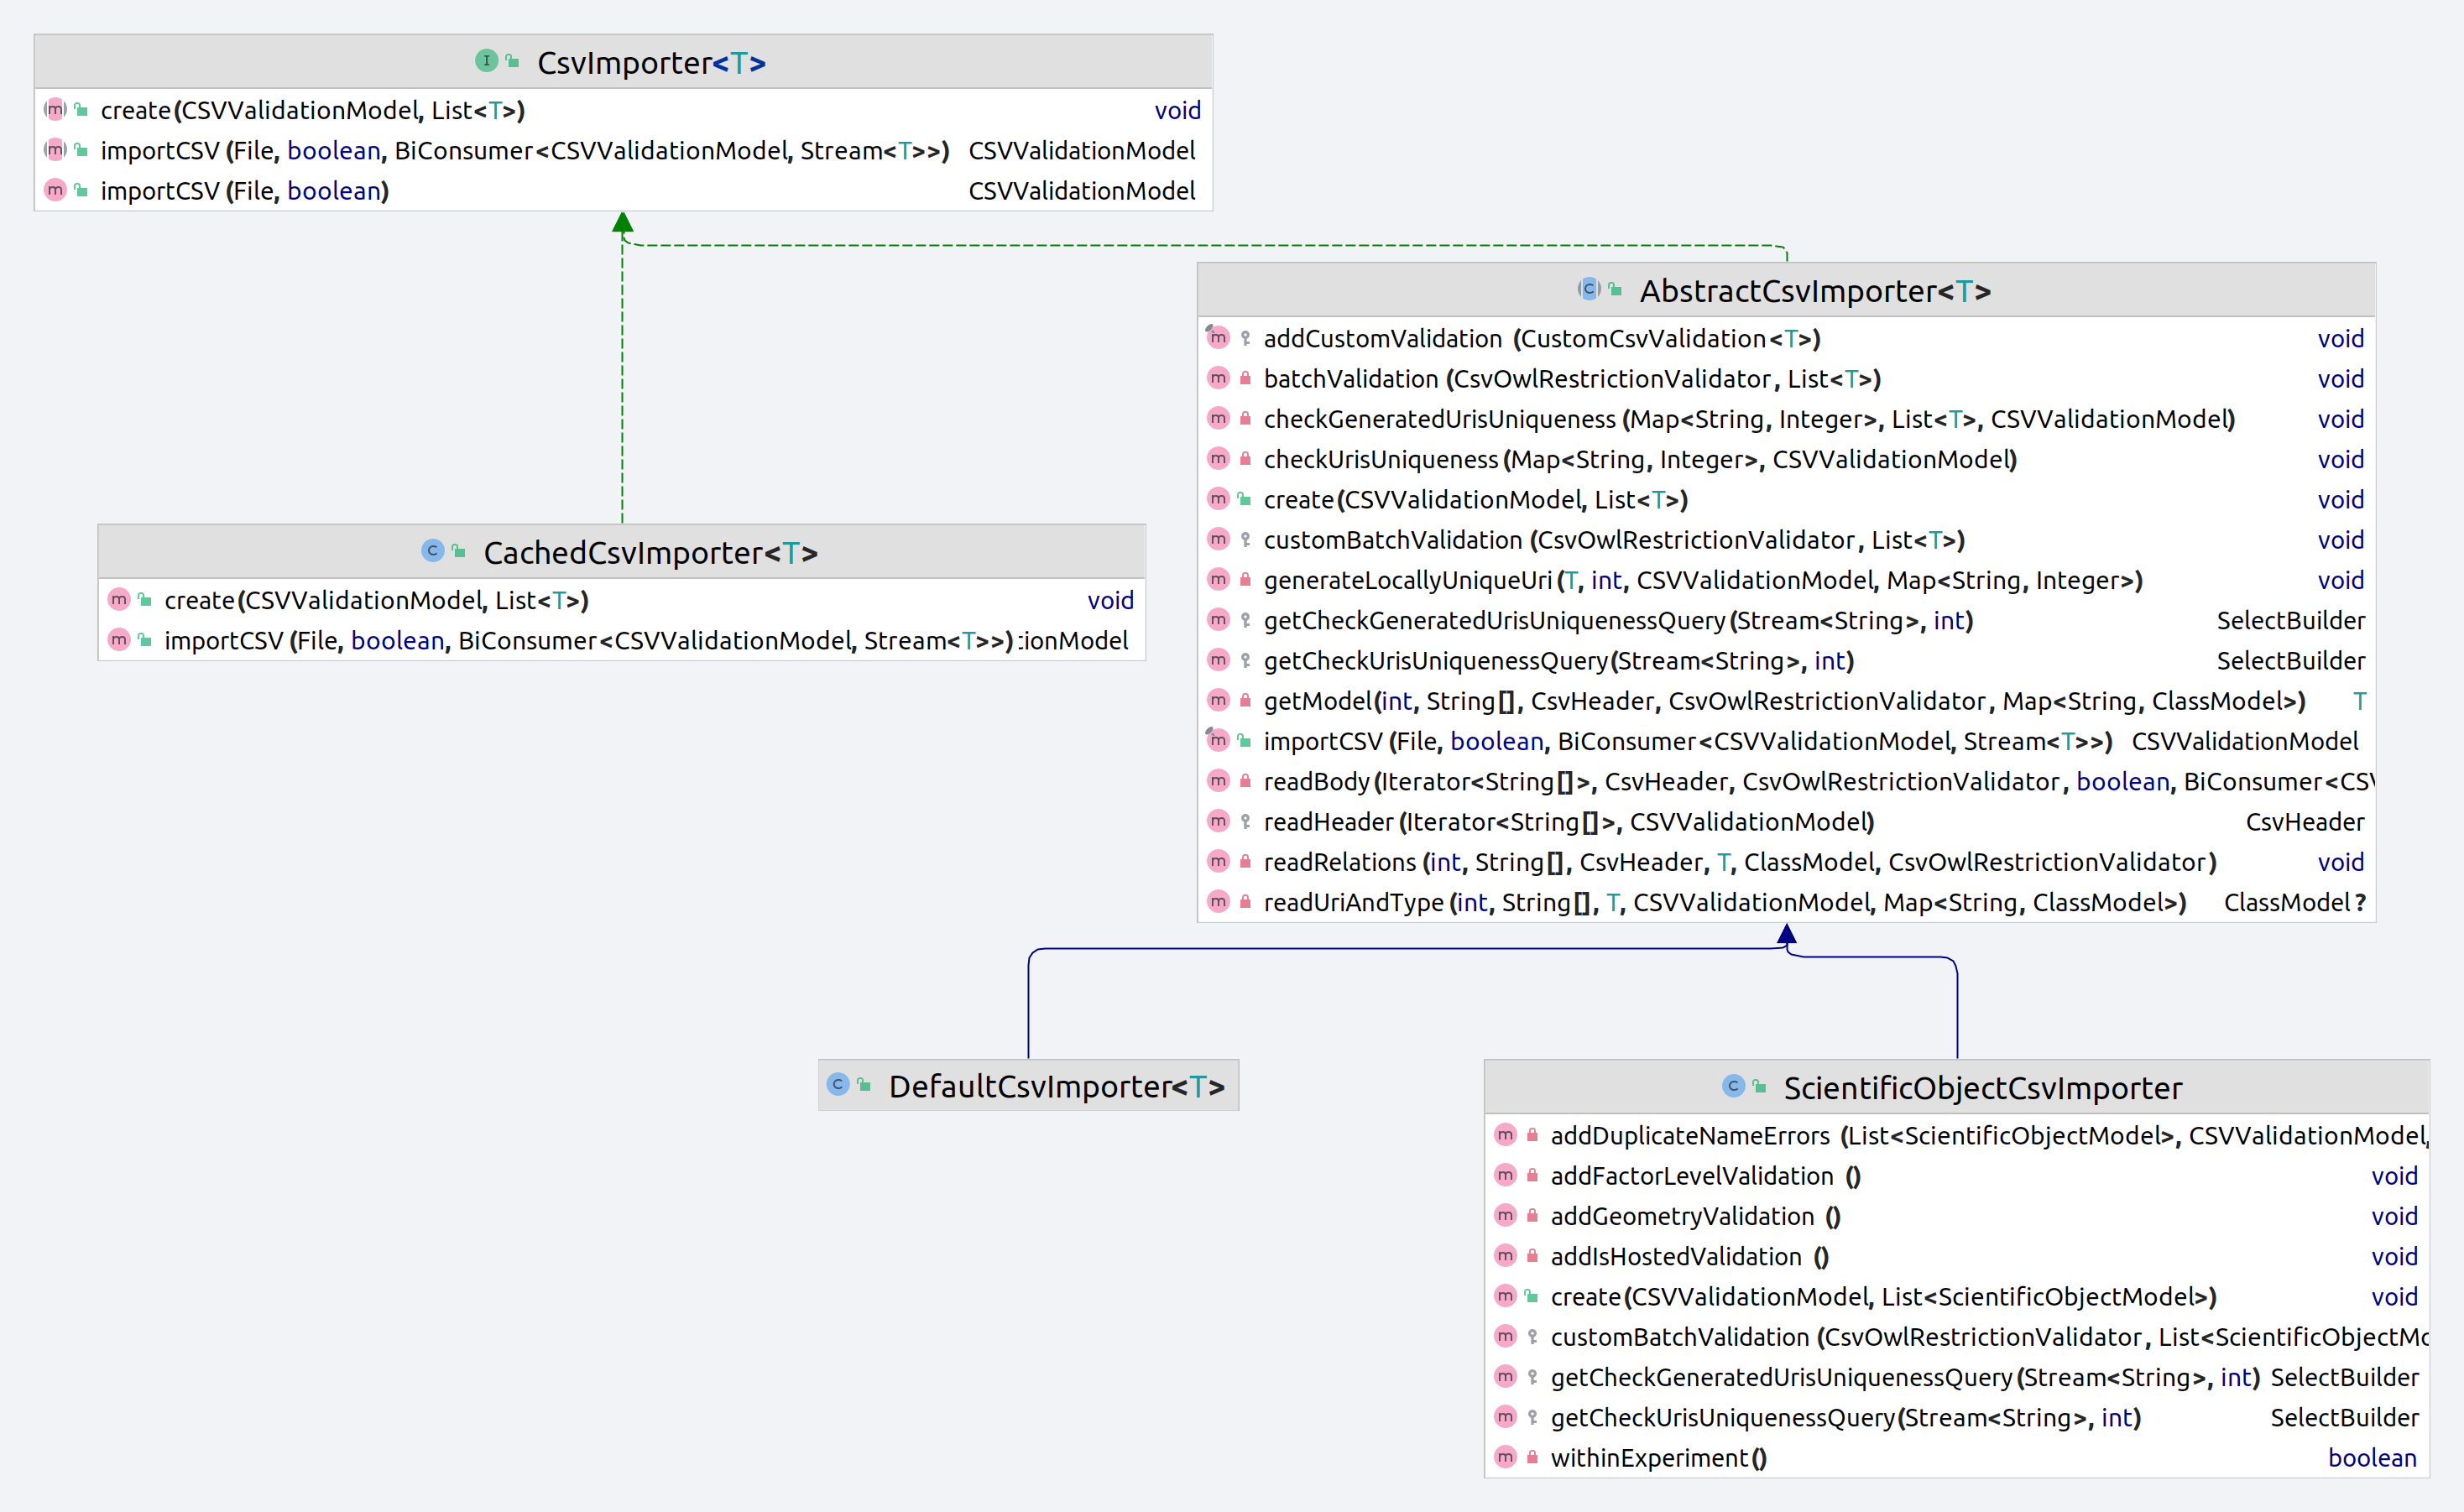 CsvImporter<T>
create(CSVValidationModel, List<T>) void
importCSV(File, boolean, BiConsumer<CSVValidationModel, Stream<T>>) CSVValidationModel
importCSV(File, boolean) CSVValidationModel
AbstractCsvImporter<T>
addCustomValidation(CustomCsvValidation<T>) void
batchValidation(CsvOwlRestrictionValidator, List<T>) void
checkGeneratedUrisUniqueness(Map<String, Integer>, List<T>, CSVValidationModel) void
checkUrisUniqueness(Map<String, Integer>, CSVValidationModel) void
create(CSVValidationModel, List<T>) void
customBatchValidation(CsvOwlRestrictionValidator, List<T>) void
generateLocallyUniqueUri(T, int, CSVValidationModel, Map<String, Integer>) void
getCheckGeneratedUrisUniquenessQuery(Stream<String>, int) SelectBuilder
getCheckUrisUniquenessQuery(Stream<String>, int) SelectBuilder
getModel(int, String[], CsvHeader, CsvOwlRestrictionValidator, Map<String, ClassModel>) T
importCSV(File, boolean, BiConsumer<CSVValidationModel, Stream<T>>) CSVValidationModel
readBody(Iterator<String[]>, CsvHeader, CsvOwlRestrictionValidator, boolean, BiConsumer<CSV
readHeader(Iterator<String[]>, CSVValidationModel) CsvHeader
readRelations(int, String[], CsvHeader, T, ClassModel, CsvOwlRestrictionValidator) void
readUriAndType(int, String[], T, CSVValidationModel, Map<String, ClassModel>) ClassModel?
CachedCsvImporter<T>
create(CSVValidationModel, List<T>) void
importCSV(File, boolean, BiConsumer<CSVValidationModel, Stream<T>>) ionModel
DefaultCsvImporter<T>
ScientificObjectCsvImporter
addDuplicateNameErrors(List<ScientificObjectModel>, CSVValidationModel,
addFactorLevelValidation() void
addGeometryValidation() void
addIsHostedValidation() void
create(CSVValidationModel, List<ScientificObjectModel>) void
customBatchValidation(CsvOwlRestrictionValidator, List<ScientificObjectMo
getCheckGeneratedUrisUniquenessQuery(Stream<String>, int) SelectBuilder
getCheckUrisUniquenessQuery(Stream<String>, int) SelectBuilder
withinExperiment() boolean